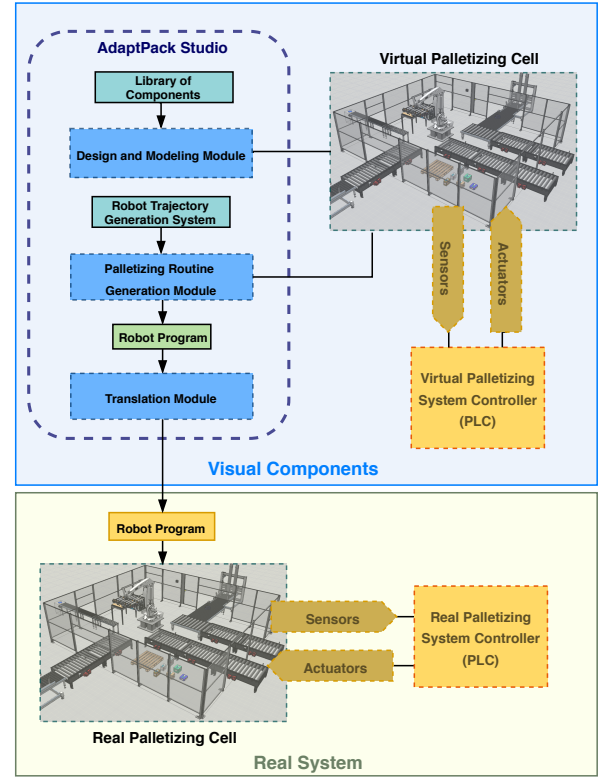 AdaptPack Studio
Library of
Components
Design and Modeling Module
Robot Trajectory
Generation System
Palletizing Routine
Generation Module
Robot Program
Translation Module
Virtual Palletizing Cell
Sensors
Actuators
Virtual Palletizing
System Controller
(PLC)
Visual Components
Robot Program
Sensors
Actuators
Real Palletizing
System Controller
(PLC)
Real Palletizing Cell
Real System